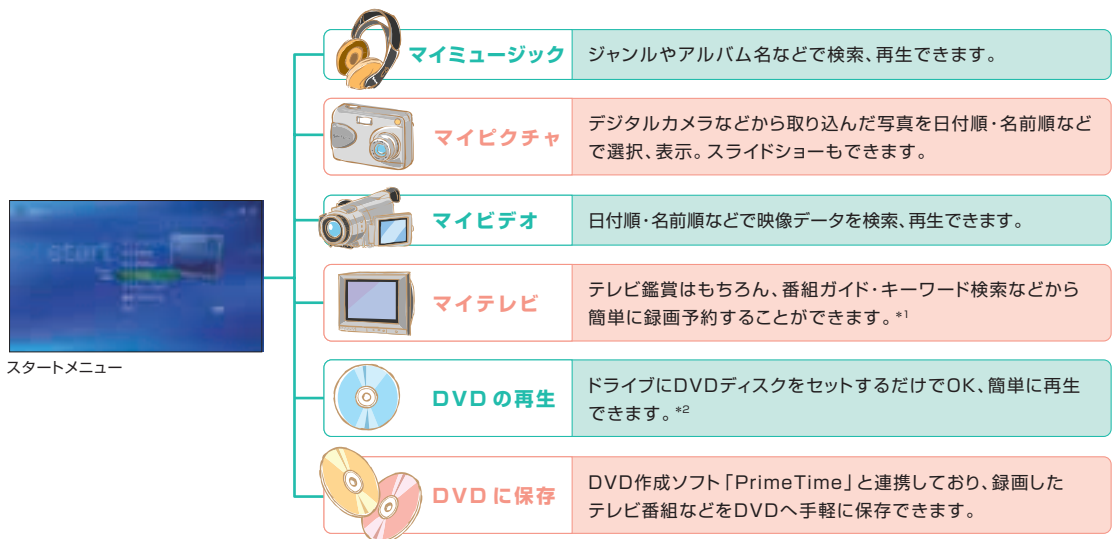 マイミュージック
ジャンルやアルバム名などで検索、再生できます。
マイピクチャ
デジタルカメラなどから取り込んだ写真を日付順・名前順など
で選択、表示。スライドショーもできます。
マイビデオ
日付順・名前順などで映像データを検索、再生できます。
start
スタートメニュー
マイテレビ
テレビ鑑賞はもちろん、番組ガイド・キーワード検索などから
簡単に録画予約することができます。*1
DVD の再生
ドライブにDVDディスクをセットするだけでOK、簡単に再生
できます。*2
DVD に保存
DVD作成ソフト「PrimeTime」と連携しており、録画した
テレビ番組などをDVDへ手軽に保存できます。